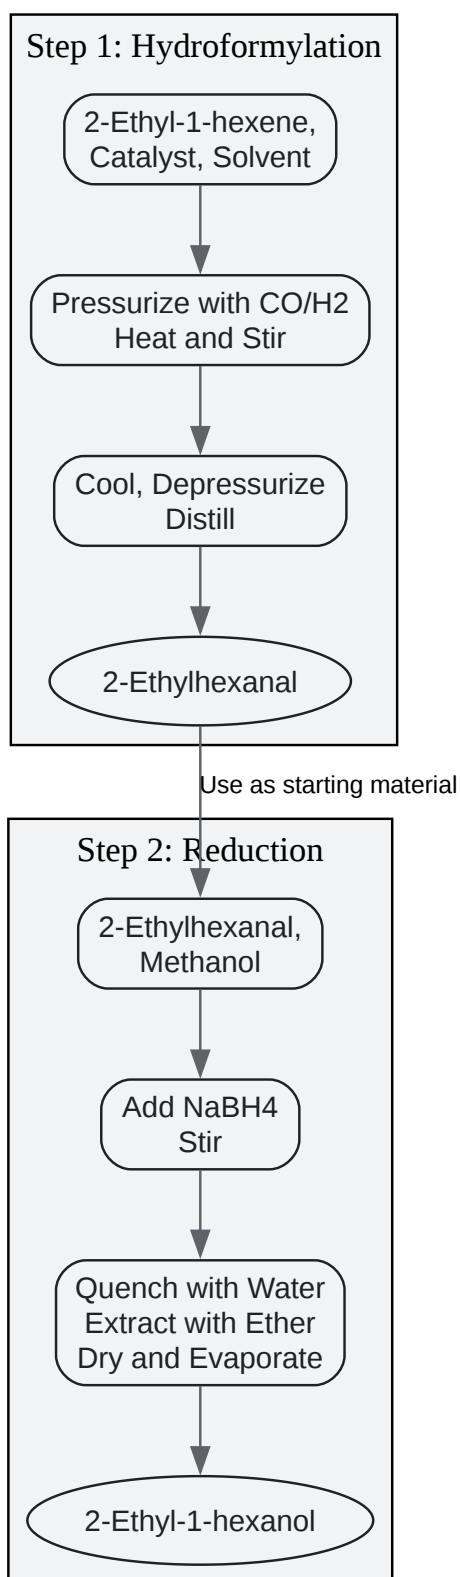 Step 1: Hydroformylation
2-Ethyl-1-hexene,
Catalyst, Solvent
Pressurize with CO/H2
Heat and Stir
Cool, Depressurize
Distill
2-Ethylhexanal
Use as starting material
Step 2: Reduction
2-Ethylhexanal,
Methanol
Add NaBH4
Stir
Quench with Water
Extract with Ether
Dry and Evaporate
2-Ethyl-1-hexanol